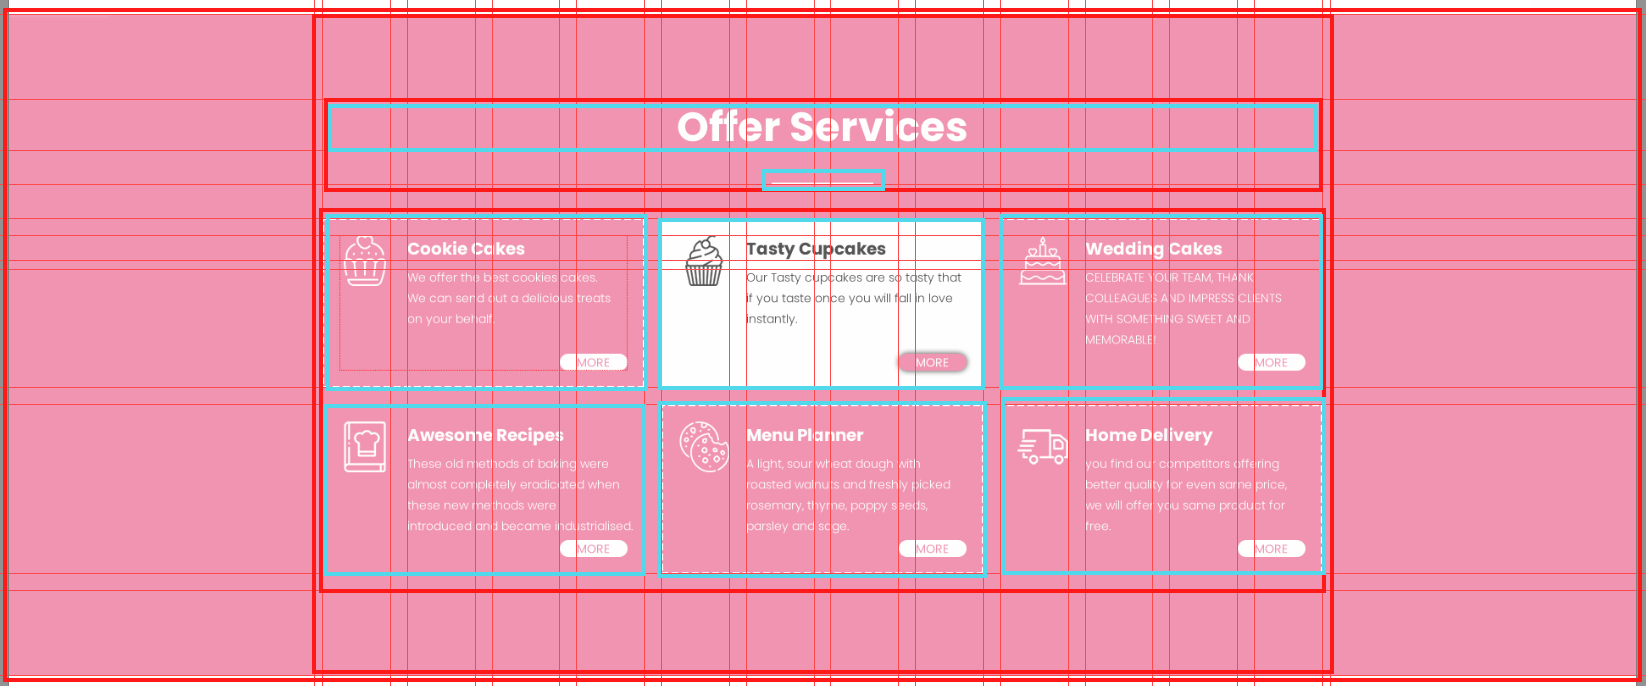 Offer Services
Cookie Cakes
We offer the best cookies cakes.
We can send out a delicious treats
on your behalf.
MORE
Tasty Cupcakes
Our Tasty cupcakes are so tasty that
if you taste once you will fall in love
instantly.
MORE
Wedding Cakes
CELEBRATE YOUR TEAM, THANK
COLLEAGUES AND IMPRESS CLIENTS
WITH SOMETHING SWEET AND
MEMORABLE!
MORE
Awesome Recipes
These old methods of baking were
almost completely eradicated when
these new methods were
introduced and became industrialised.
MORE
Menu Planner
A light, sour wheat dough with
roasted walnuts and freshly picked
rosemary, thyme, poppy seeds,
parsley and sage.
MORE
Home Delivery
you find our competitors offering
better quality for even same price,
we will offer you same product for
free.
MORE